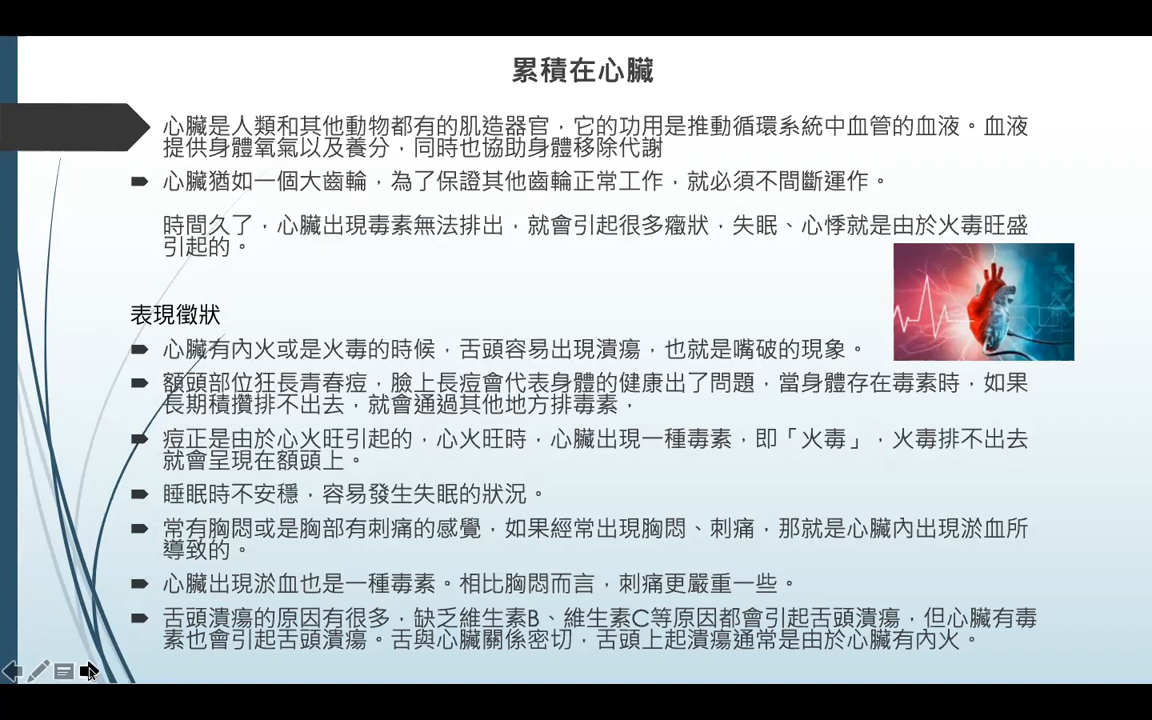 累積在心臟
心臟是人類和其他動物都有的肌造器官，它的功用是推動循環系統中血管的血液。血液
提供身體氧氣以及養分，同時也協助身體移除代謝
心臟猶如一個大齒輪，為了保證其他齒輪正常工作，就必須不間斷運作。
時間久了，心臟出現毒素無法排出，就會引起很多癥狀，失眠、心悸就是由於火毒旺盛
引起的。
表現徵狀
心臟有內火或是火毒的時候，舌頭容易出現潰瘍，也就是嘴破的現象。
額頭部位狂長青春痘，臉上長痘會代表身體的健康出了問題，當身體存在毒素時，如果
長期積攢排不出去，就會通過其他地方排毒素，
痘正是由於心火旺引起的，心火旺時，心臟出現一種毒素，即「火毒」，火毒排不出去
就會呈現在額頭上。
睡眠時不安穩，容易發生失眠的狀況。
常有胸悶或是胸部有刺痛的感覺，如果經常出現胸悶、刺痛，那就是心臟內出現淤血所
導致的。
心臟出現淤血也是一種毒素。相比胸悶而言，刺痛更嚴重一些。
舌頭潰瘍的原因有很多，缺乏維生素B、維生素C等原因都會引起舌頭潰瘍，但心臟有毒
素也會引起舌頭潰瘍。舌與心臟關係密切，舌頭上起潰瘍通常是由於心臟有內火。